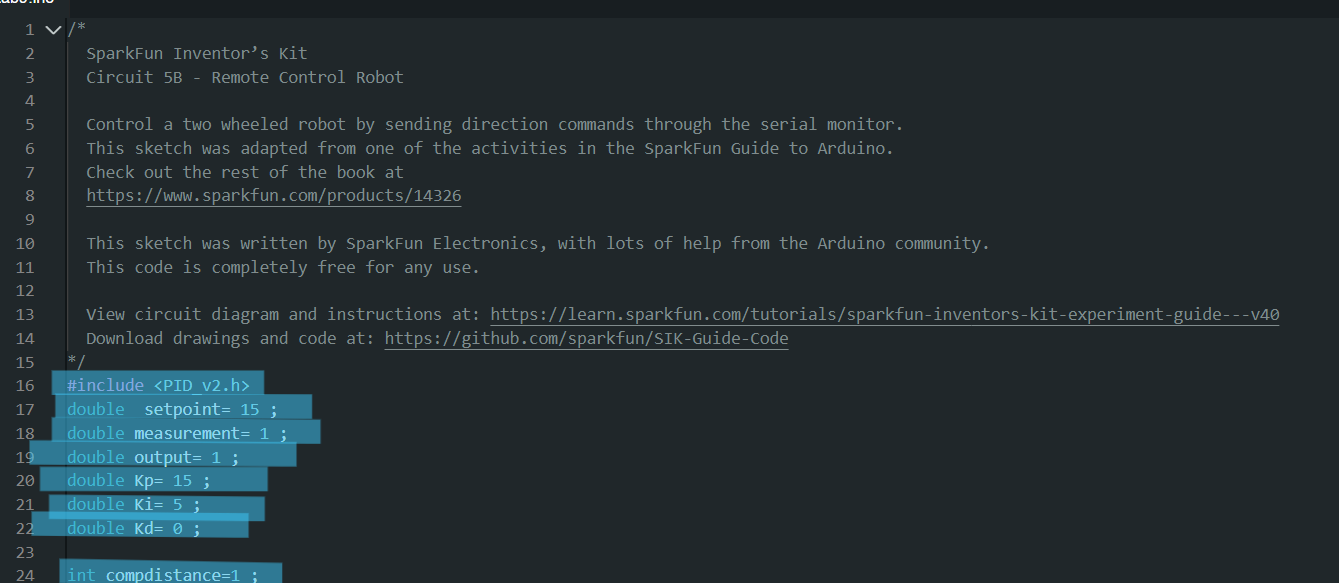 1 /*
2 SparkFun Inventor’s Kit
3 Circuit 5B - Remote Control Robot
4
5 Control a two wheeled robot by sending direction commands through the serial monitor.
6 This sketch was adapted from one of the activities in the SparkFun Guide to Arduino.
7 Check out the rest of the book at
8 https://www.sparkfun.com/products/14326
9
10 This sketch was written by SparkFun Electronics, with lots of help from the Arduino community.
11 This code is completely free for any use.
12
13 View circuit diagram and instructions at: https://learn.sparkfun.com/tutorials/sparkfun-inventors-kit-experiment-guide---v40
14 Download drawings and code at: https://github.com/sparkfun/SIK-Guide-Code
15 */
16 #include <PID_v2.h>
17 double  setpoint= 15 ;
18 double measurement= 1 ;
19 double output= 1 ;
20 double Kp= 15 ;
21 double Ki= 5 ;
22 double Kd= 0 ;
23
24 int compdistance=1 ;